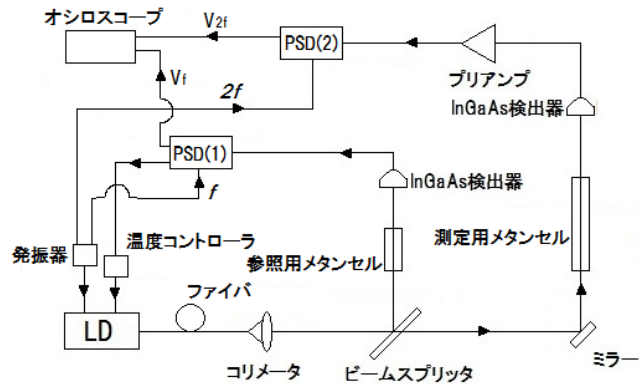 オシロスコープ
V2f
PSD(2)
プリアンプ
Vf
2f
InGaAs検出器
PSD(1)
f
InGaAs検出器
発振器
温度コントローラ
参照用メタンセル
測定用メタンセル
ファイバ
LD
コリメータ
ビームスプリッタ
ミラー